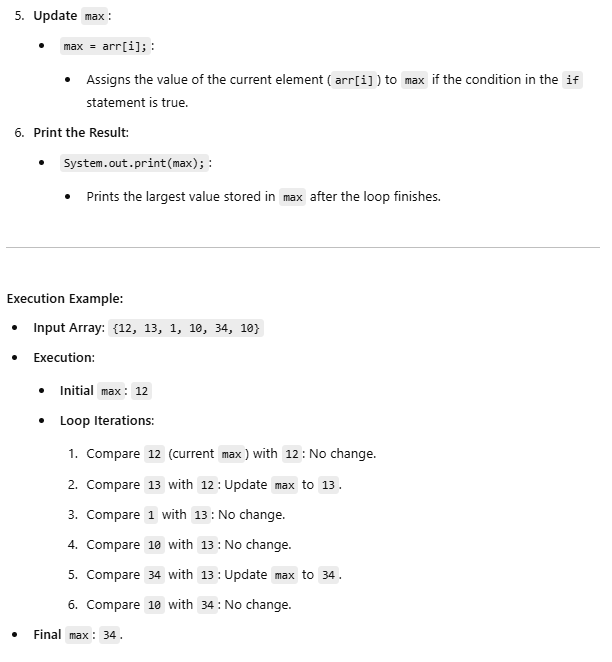 5. Update max:
• max = arr[i];:
• Assigns the value of the current element (arr[i]) to max if the condition in the if
statement is true.
6. Print the Result:
• System.out.print(max);:
• Prints the largest value stored in max after the loop finishes.
Execution Example:
• Input Array: {12, 13, 1, 10, 34, 10}
• Execution:
• Initial max: 12
• Loop Iterations:
1. Compare 12 (current max) with 12: No change.
2. Compare 13 with 12: Update max to 13.
3. Compare 1 with 13: No change.
4. Compare 10 with 13: No change.
5. Compare 34 with 13: Update max to 34.
6. Compare 10 with 34: No change.
• Final max: 34.